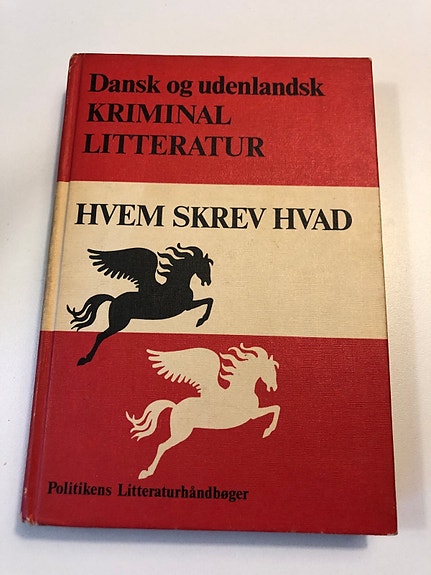 Dansk og udenlandsk
KRIMINAL
LITTERATUR
HVEM SKREV HVAD
Politikens Litteraturhåndbøger